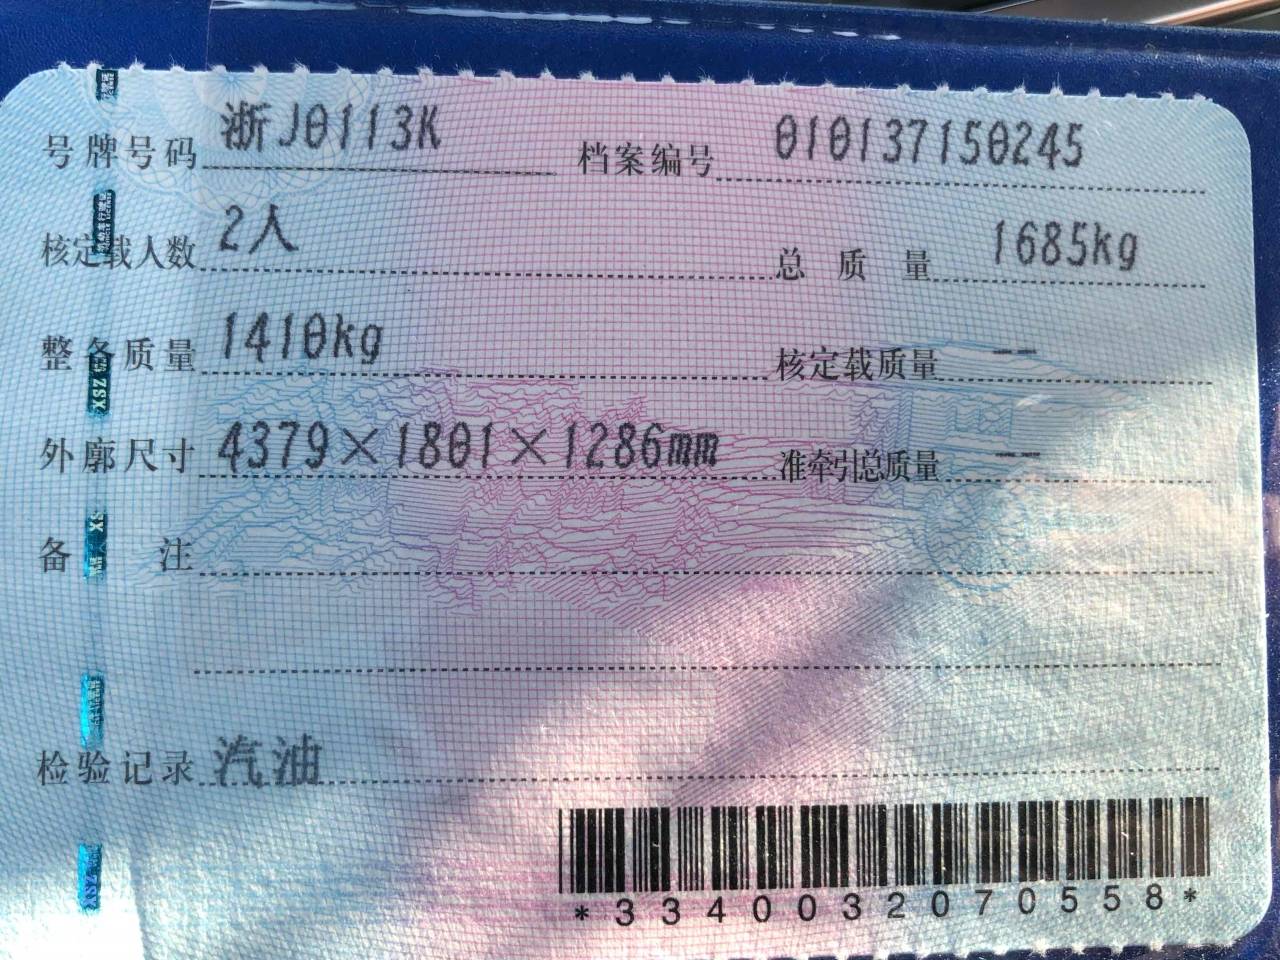 号牌号码 浙J0113K 档案编号 010137150245
核定载人数 2人 总质量 1685kg
整备质量 1410kg 核定载质量 --
外廓尺寸 4379×1801×1286mm 准牵引总质量 --
备注
检验记录 汽油
*3340032070558*